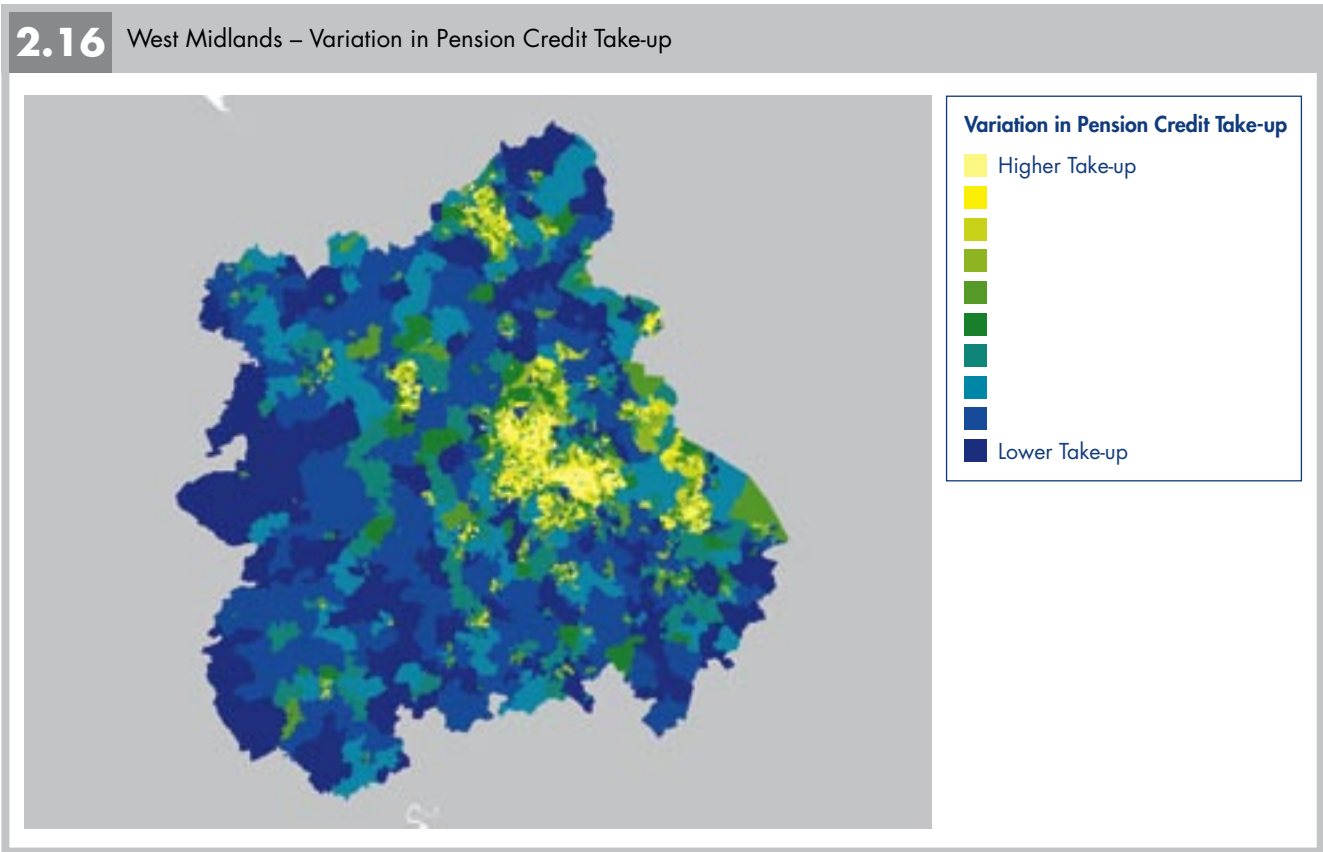 2.16 West Midlands – Variation in Pension Credit Take-up
Variation in Pension Credit Take-up
Higher Take-up
Lower Take-up